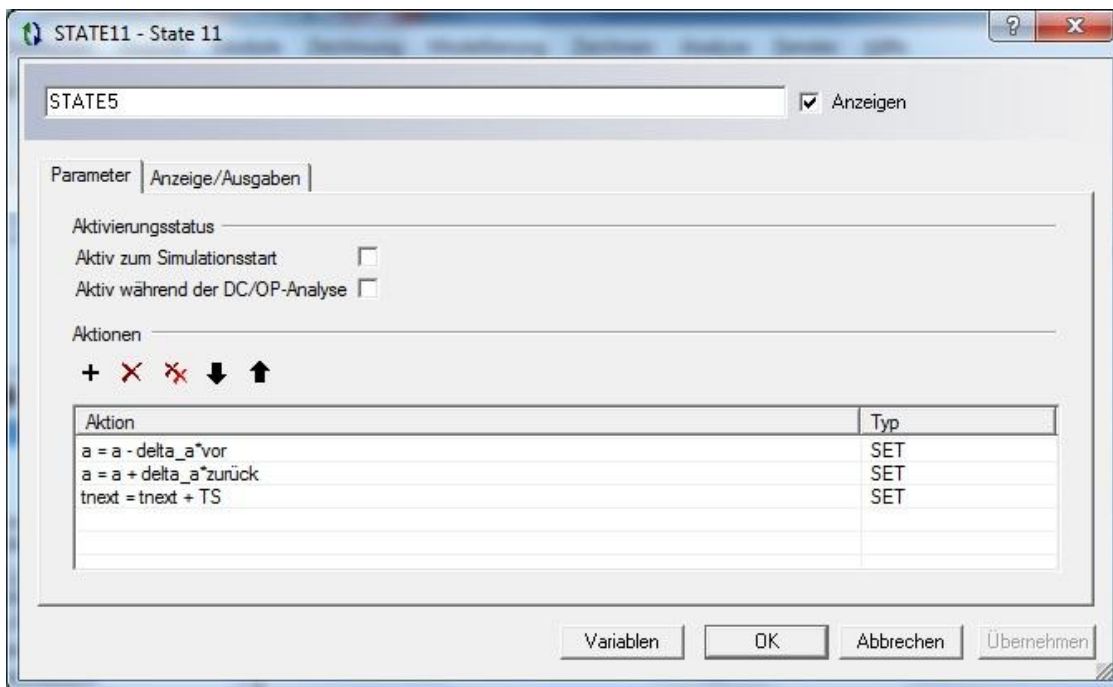 STATE11 - State 11
STATE5
Anzeigen
Parameter
Anzeige/Ausgaben
Aktivierungsstatus
Aktiv zum Simulationsstart
Aktiv während der DC/OP-Analyse
Aktionen
Aktion Typ
a = a - delta_a*vor SET
a = a + delta_a*zurück SET
tnext = tnext + TS SET
Variablen OK Abbrechen Übernehmen